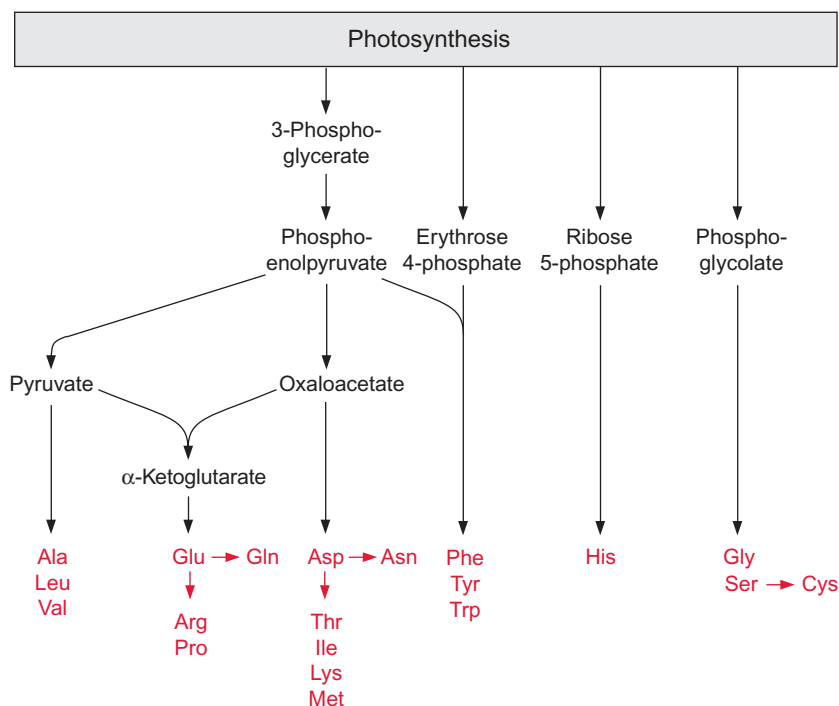 Photosynthesis
3-Phospho-
glycerate
Phospho-
enolpyruvate
Erythrose
4-phosphate
Ribose
5-phosphate
Phospho-
glycolate
Pyruvate
Oxaloacetate
α-Ketoglutarate
Ala
Leu
Val
Glu → Gln
Arg
Pro
Asp → Asn
Thr
Ile
Lys
Met
Phe
Tyr
Trp
His
Gly
Ser → Cys